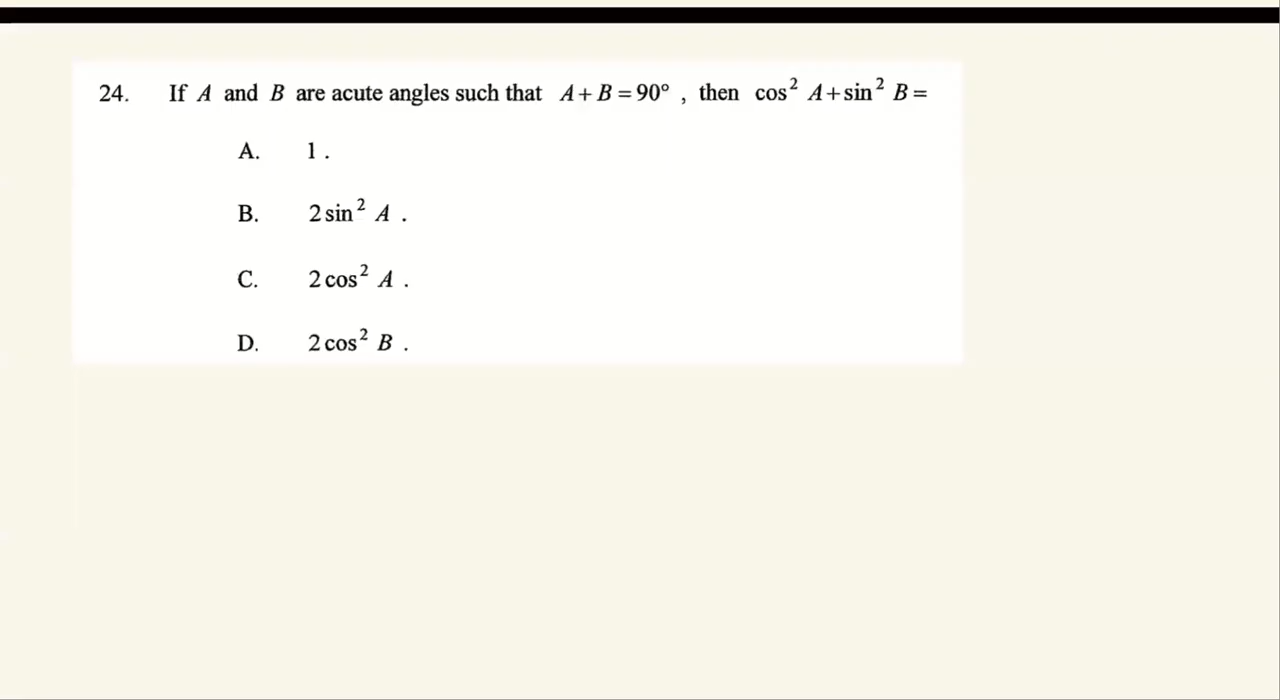 24. If A and B are acute angles such that A + B = 90° , then cos² A + sin² B =
A. 1 .
B. 2 sin² A .
C. 2 cos² A .
D. 2 cos² B .